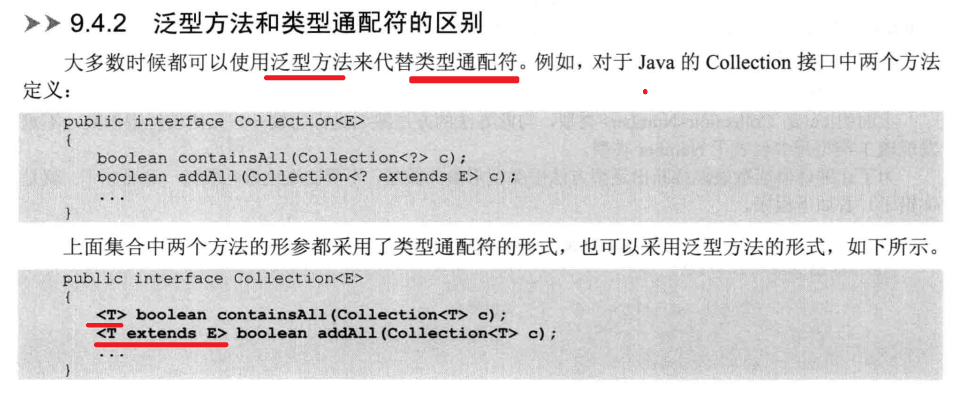 >> 9.4.2 泛型方法和类型通配符的区别
大多数时候都可以使用泛型方法来代替类型通配符。例如，对于 Java 的 Collection 接口中两个方法
定义：
public interface Collection<E>
{
boolean containsAll(Collection<?> c);
boolean addAll(Collection<? extends E> c);
...
}
上面集合中两个方法的形参都采用了类型通配符的形式，也可以采用泛型方法的形式，如下所示。
public interface Collection<E>
{
<T> boolean containsAll(Collection<T> c);
<T extends E> boolean addAll(Collection<T> c);
...
}